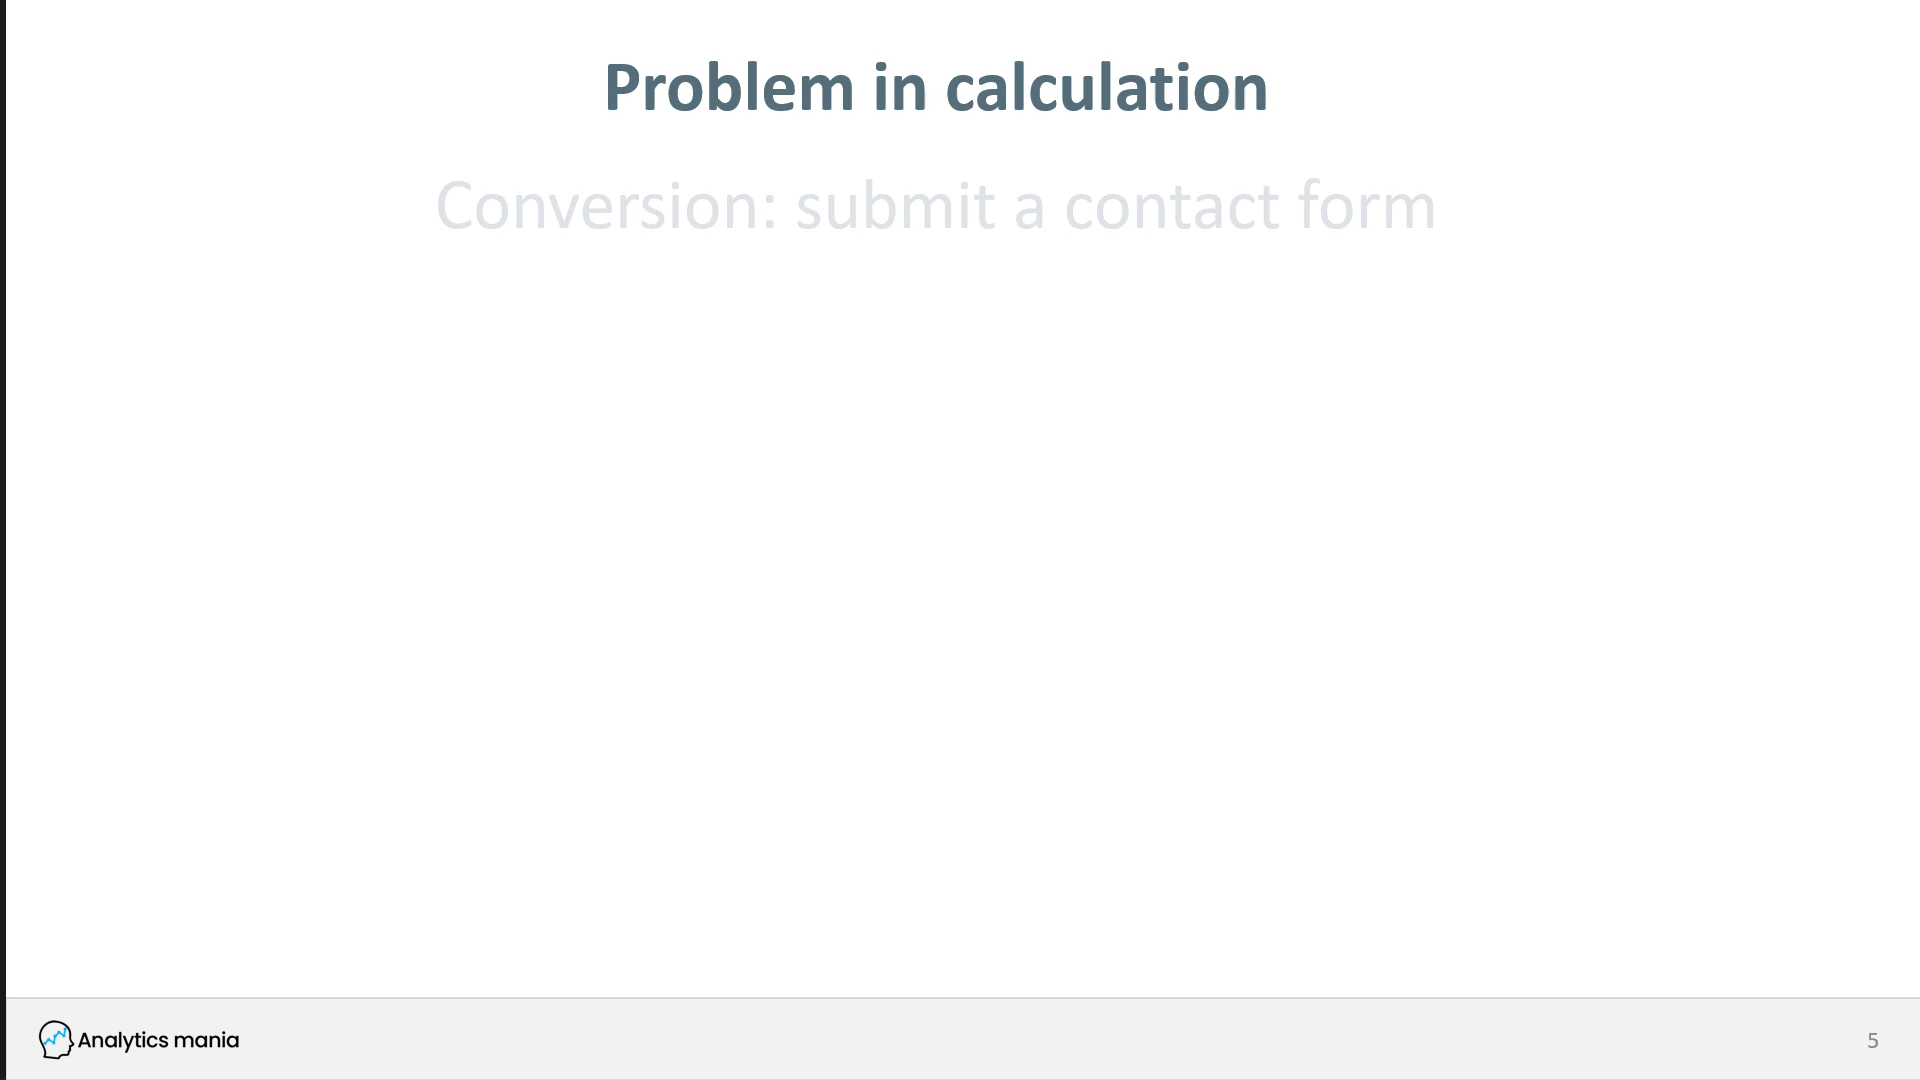 Problem in calculation
Conversion: submit a contact form
Analytics mania
5